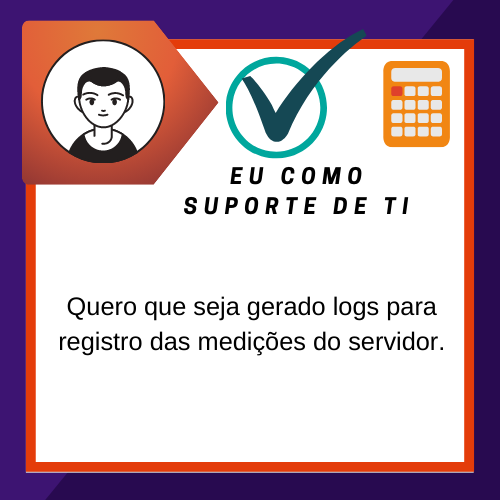 EU COMO
SUPORTE DE TI
Quero que seja gerado logs para
registro das medições do servidor.